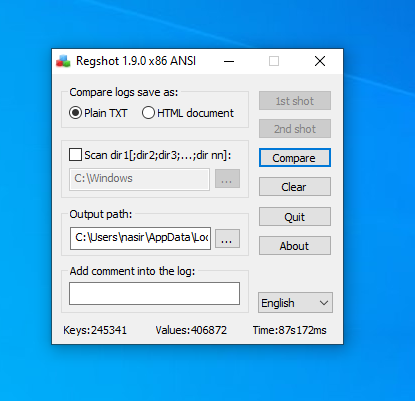 Regshot 1.9.0 x86 ANSI
Compare logs save as:
Plain TXT
HTML document
1st shot
2nd shot
Scan dir1[;dir2;dir3;...;dir nn]:
Compare
C:\Windows
...
Clear
Output path:
Quit
C:\Users\nasir\AppData\Loc
...
About
Add comment into the log:
English
Keys:245341
Values:406872
Time:87s172ms